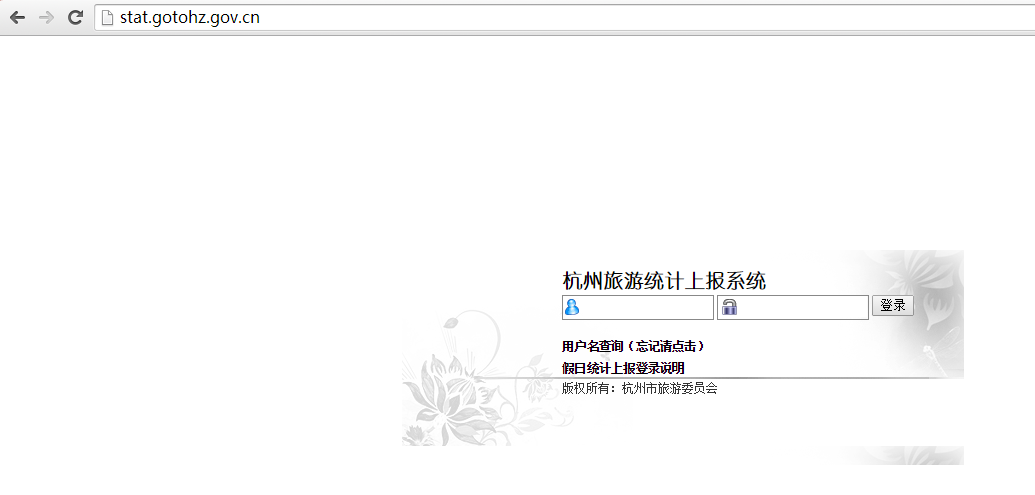 stat.gotohz.gov.cn
杭州旅游统计上报系统
登录
用户名查询（忘记请点击）
假日统计上报登录说明
版权所有：杭州市旅游委员会